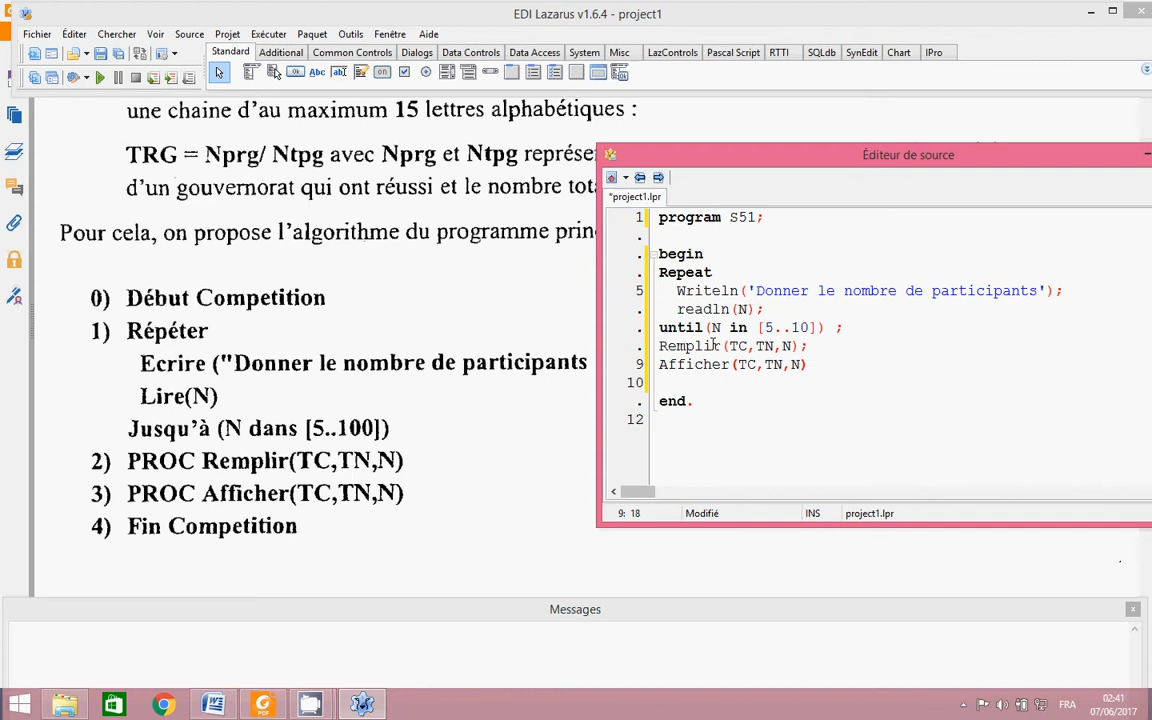 EDI Lazarus v1.6.4 - project1
Fichier Éditer Chercher Voir Source Projet Exécuter Paquet Outils Fenêtre Aide
Standard Additional Common Controls Dialogs Data Controls Data Access System Misc LazControls Pascal Script RTTI SQLdb SynEdit Chart IPro
une chaine d'au maximum 15 lettres alphabétiques :
TRG = Nprg/ Ntpg avec Nprg et Ntpg représe
d'un gouvernorat qui ont réussi et le nombre tota
Pour cela, on propose l'algorithme du programme prin
0) Début Competition
1) Répéter
Ecrire ("Donner le nombre de participants
Lire(N)
Jusqu'à (N dans [5..100])
2) PROC Remplir(TC,TN,N)
3) PROC Afficher(TC,TN,N)
4) Fin Competition
Éditeur de source
*project1.lpr
1 program S51;
. 
. begin
. Repeat
5 Writeln('Donner le nombre de participants');
. readln(N);
. until(N in [5..10]) ;
. Remplir(TC,TN,N);
9 Afficher(TC,TN,N)
10
. end.
12
9: 18 Modifié INS project1.lpr
Messages
FRA 02:41
07/06/2017